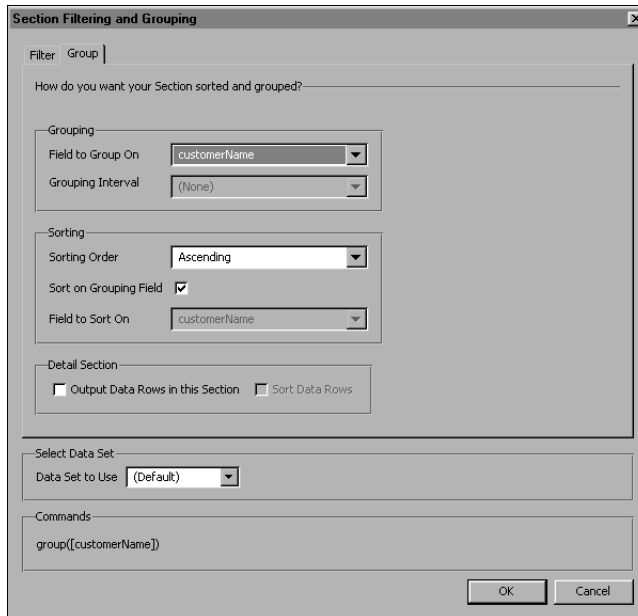 Section Filtering and Grouping
Filter Group
How do you want your Section sorted and grouped?
Grouping
Field to Group On customerName
Grouping Interval (None)
Sorting
Sorting Order Ascending
Sort on Grouping Field
Field to Sort On customerName
Detail Section
Output Data Rows in this Section Sort Data Rows
Select Data Set
Data Set to Use (Default)
Commands
group([customerName])
OK Cancel